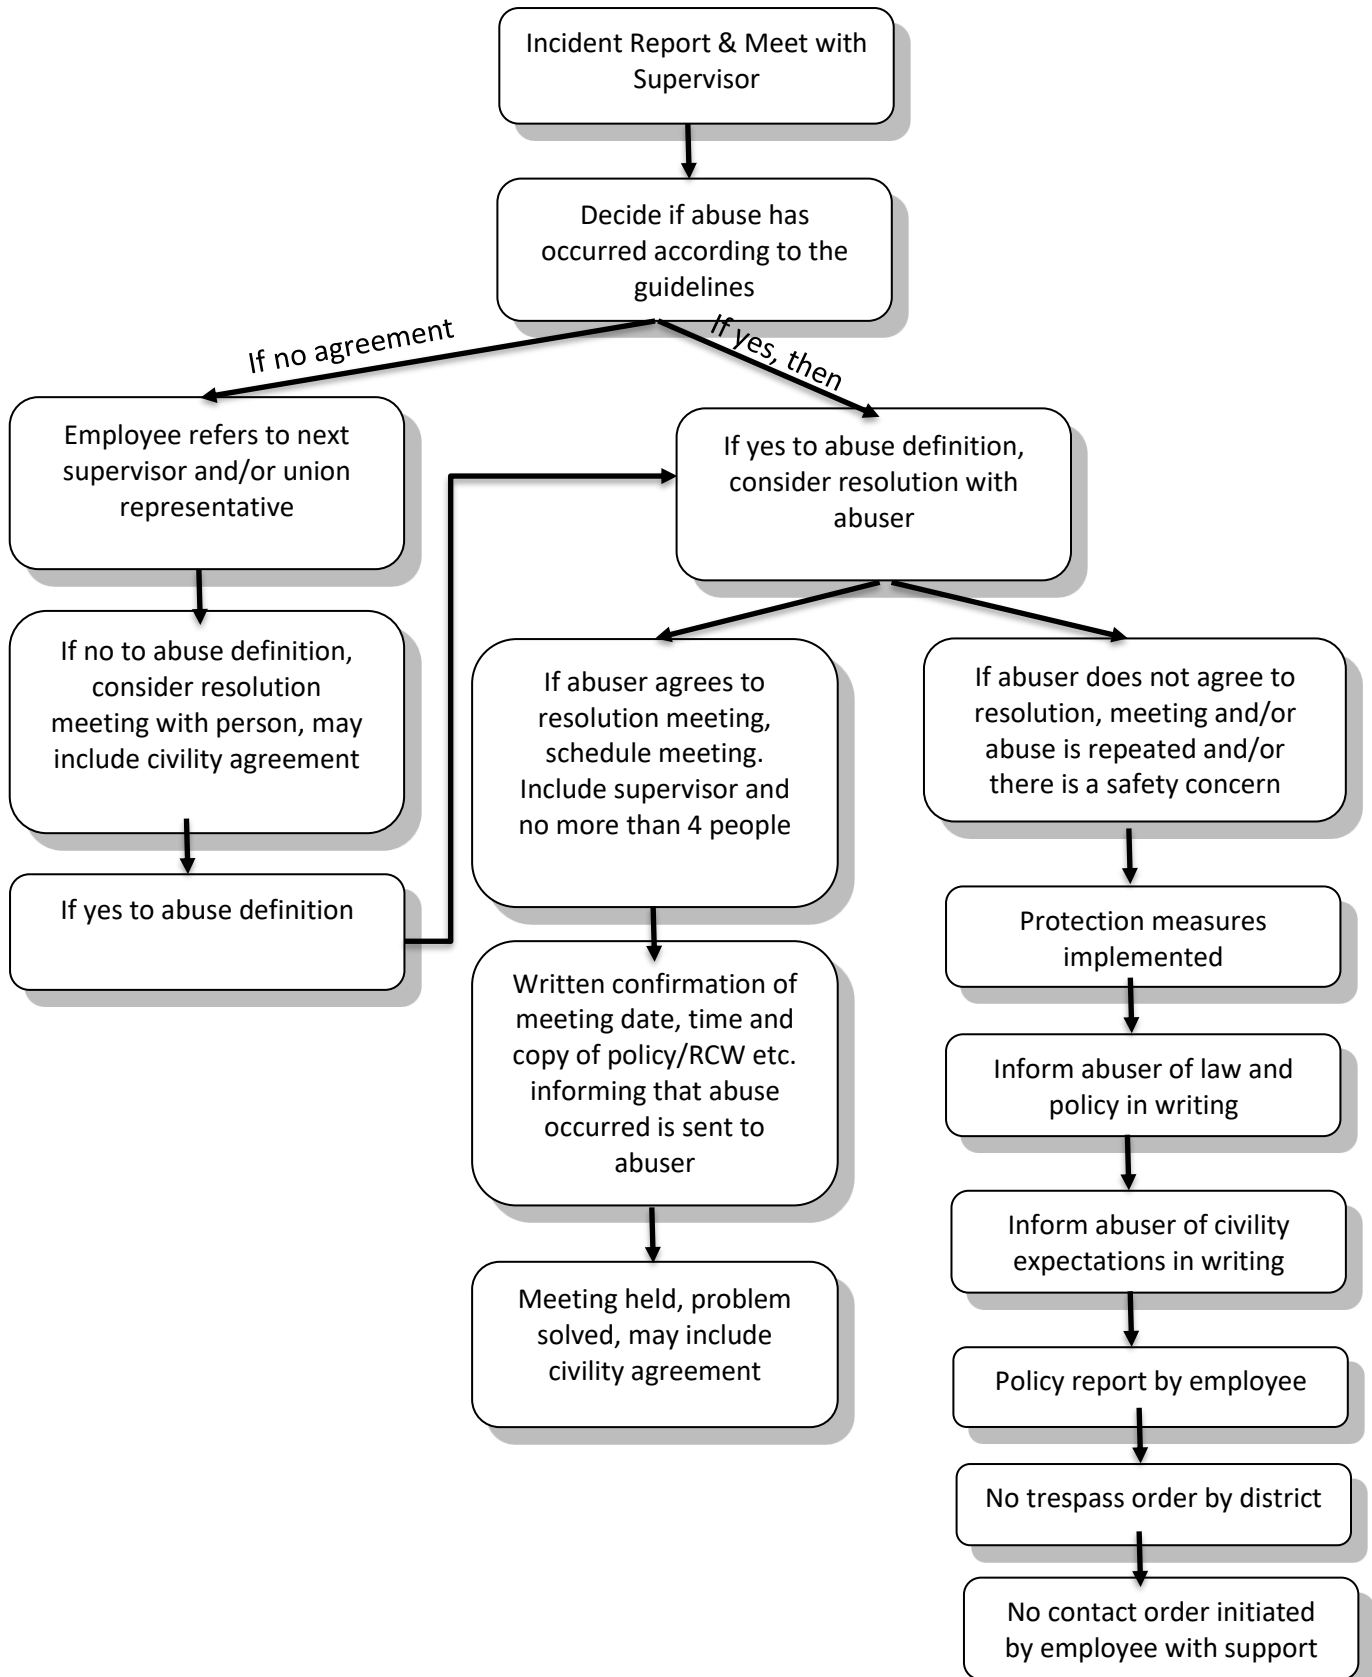 Incident Report & Meet with
Supervisor
Decide if abuse has
occurred according to the
guidelines
If no agreement
If yes, then
Employee refers to next
supervisor and/or union
representative
If yes to abuse definition,
consider resolution with
abuser
If no to abuse definition,
consider resolution
meeting with person, may
include civility agreement
If yes to abuse definition
If abuser agrees to
resolution meeting,
schedule meeting.
Include supervisor and
no more than 4 people
Written confirmation of
meeting date, time and
copy of policy/RCW etc.
informing that abuse
occurred is sent to
abuser
Meeting held, problem
solved, may include
civility agreement
If abuser does not agree to
resolution, meeting and/or
abuse is repeated and/or
there is a safety concern
Protection measures
implemented
Inform abuser of law and
policy in writing
Inform abuser of civility
expectations in writing
Policy report by employee
No trespass order by district
No contact order initiated
by employee with support